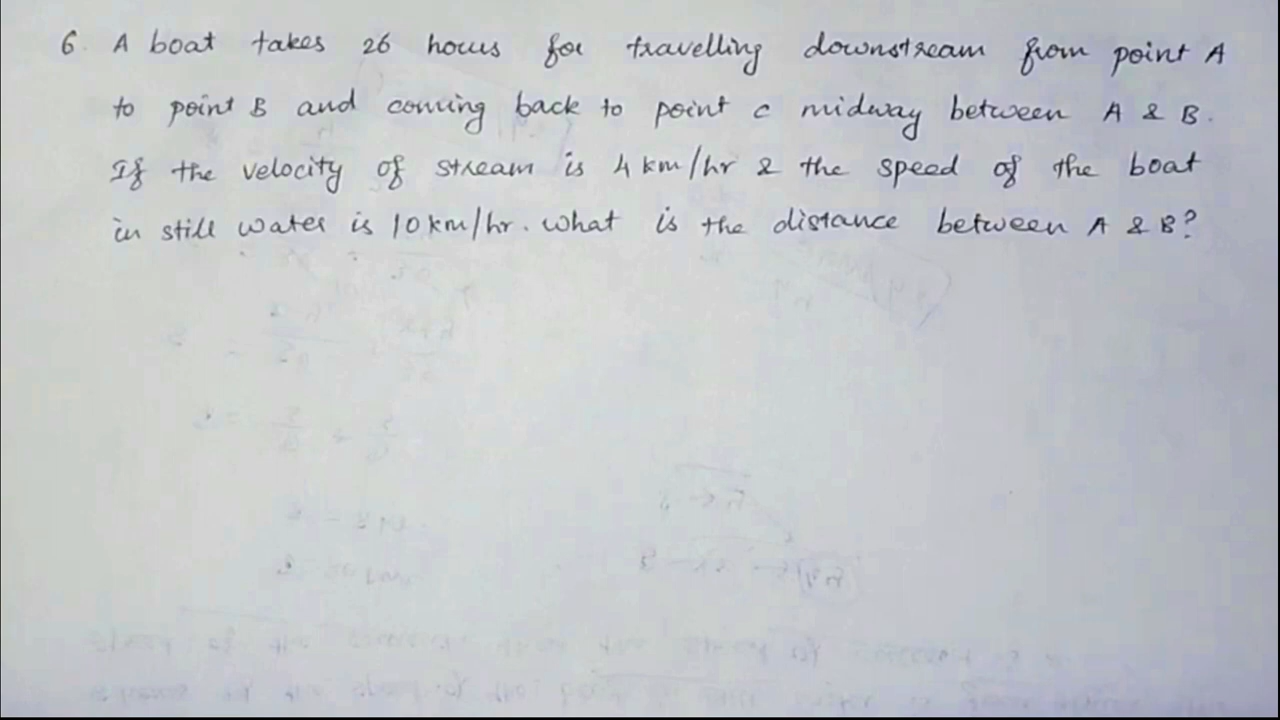 6. A boat takes 26 hours for travelling downstream from point A
to point B and coming back to point c midway between A & B.
If the velocity of stream is 4 km/hr & the speed of the boat
in still water is 10 km/hr. what is the distance between A & B?